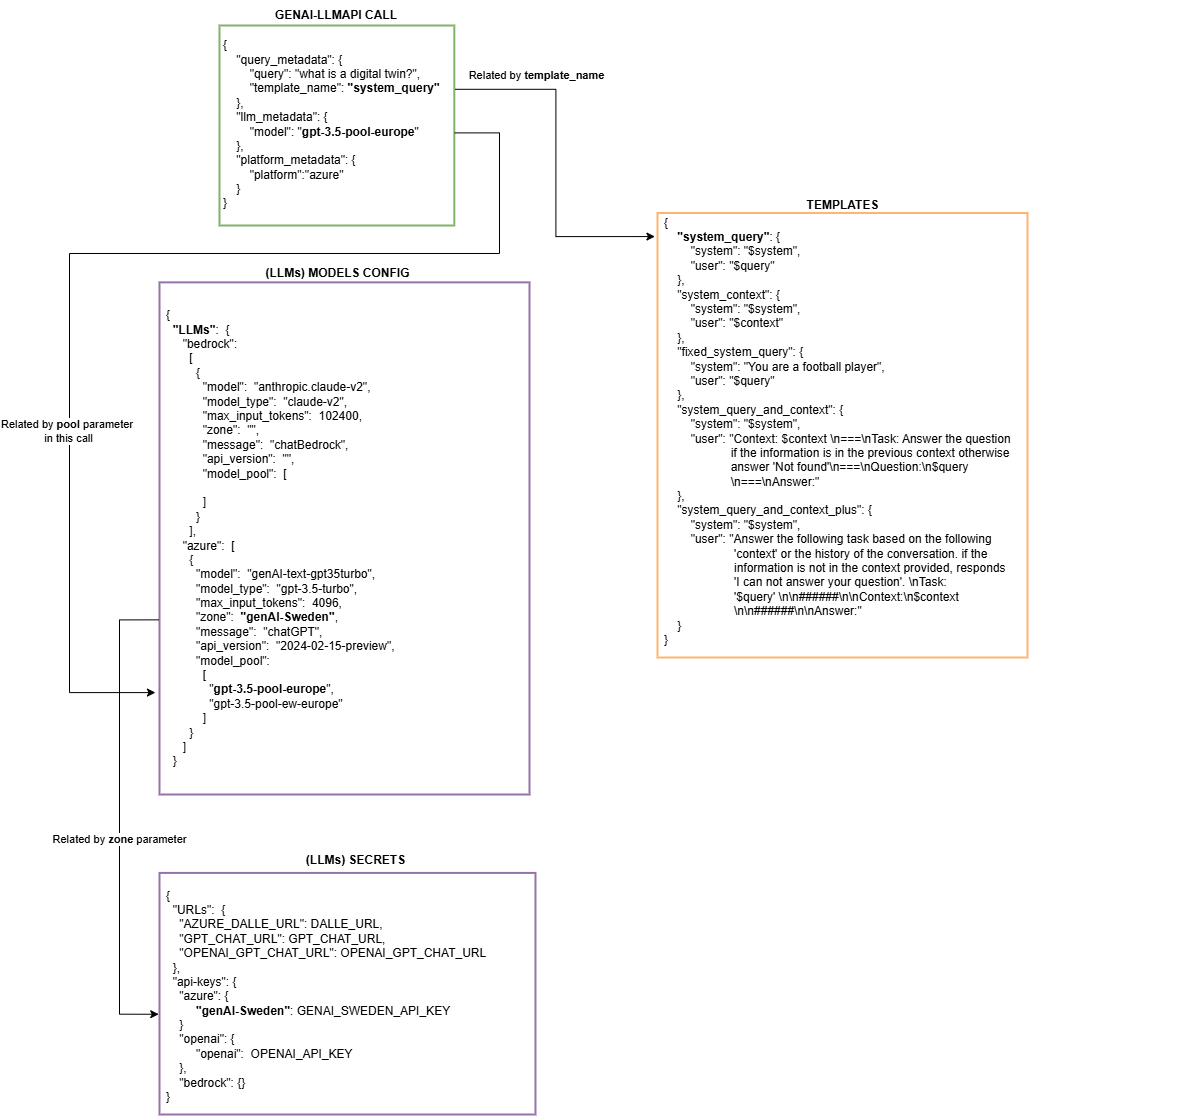 GENAI-LLMAPI CALL
{
"query_metadata": {
"query": "what is a digital twin?",
"template_name": "system_query"
},
"llm_metadata": {
"model": "gpt-3.5-pool-europe"
},
"platform_metadata": {
"platform":"azure"
}
}
Related by template_name
TEMPLATES
{
"system_query": {
"system": "$system",
"user": "$query"
},
"system_context": {
"system": "$system",
"user": "$context"
},
"fixed_system_query": {
"system": "You are a football player",
"user": "$query"
},
"system_query_and_context": {
"system": "$system",
"user": "Context: $context \n===\nTask: Answer the question
if the information is in the previous context otherwise
answer 'Not found'\n===\nQuestion:\n$query
\n===\nAnswer:"
},
"system_query_and_context_plus": {
"system": "$system",
"user": "Answer the following task based on the following
'context' or the history of the conversation. if the
information is not in the context provided, responds
'I can not answer your question'. \nTask:
'$query' \n\n######\n\nContext:\n$context
\n\n######\n\nAnswer:"
}
}
(LLMs) MODELS CONFIG
{
"LLMs": {
"bedrock":
[
{
"model": "anthropic.claude-v2",
"model_type": "claude-v2",
"max_input_tokens": 102400,
"zone": "",
"message": "chatBedrock",
"api_version": "",
"model_pool": [
]
}
],
"azure": [
{
"model": "genAI-text-gpt35turbo",
"model_type": "gpt-3.5-turbo",
"max_input_tokens": 4096,
"zone": "genAI-Sweden",
"message": "chatGPT",
"api_version": "2024-02-15-preview",
"model_pool":
[
"gpt-3.5-pool-europe",
"gpt-3.5-pool-ew-europe"
]
}
]
}
Related by pool parameter
in this call
Related by zone parameter
(LLMs) SECRETS
{
"URLs": {
"AZURE_DALLE_URL": DALLE_URL,
"GPT_CHAT_URL": GPT_CHAT_URL,
"OPENAI_GPT_CHAT_URL": OPENAI_GPT_CHAT_URL
},
"api-keys": {
"azure": {
"genAI-Sweden": GENAI_SWEDEN_API_KEY
}
"openai": {
"openai": OPENAI_API_KEY
},
"bedrock": {}
}